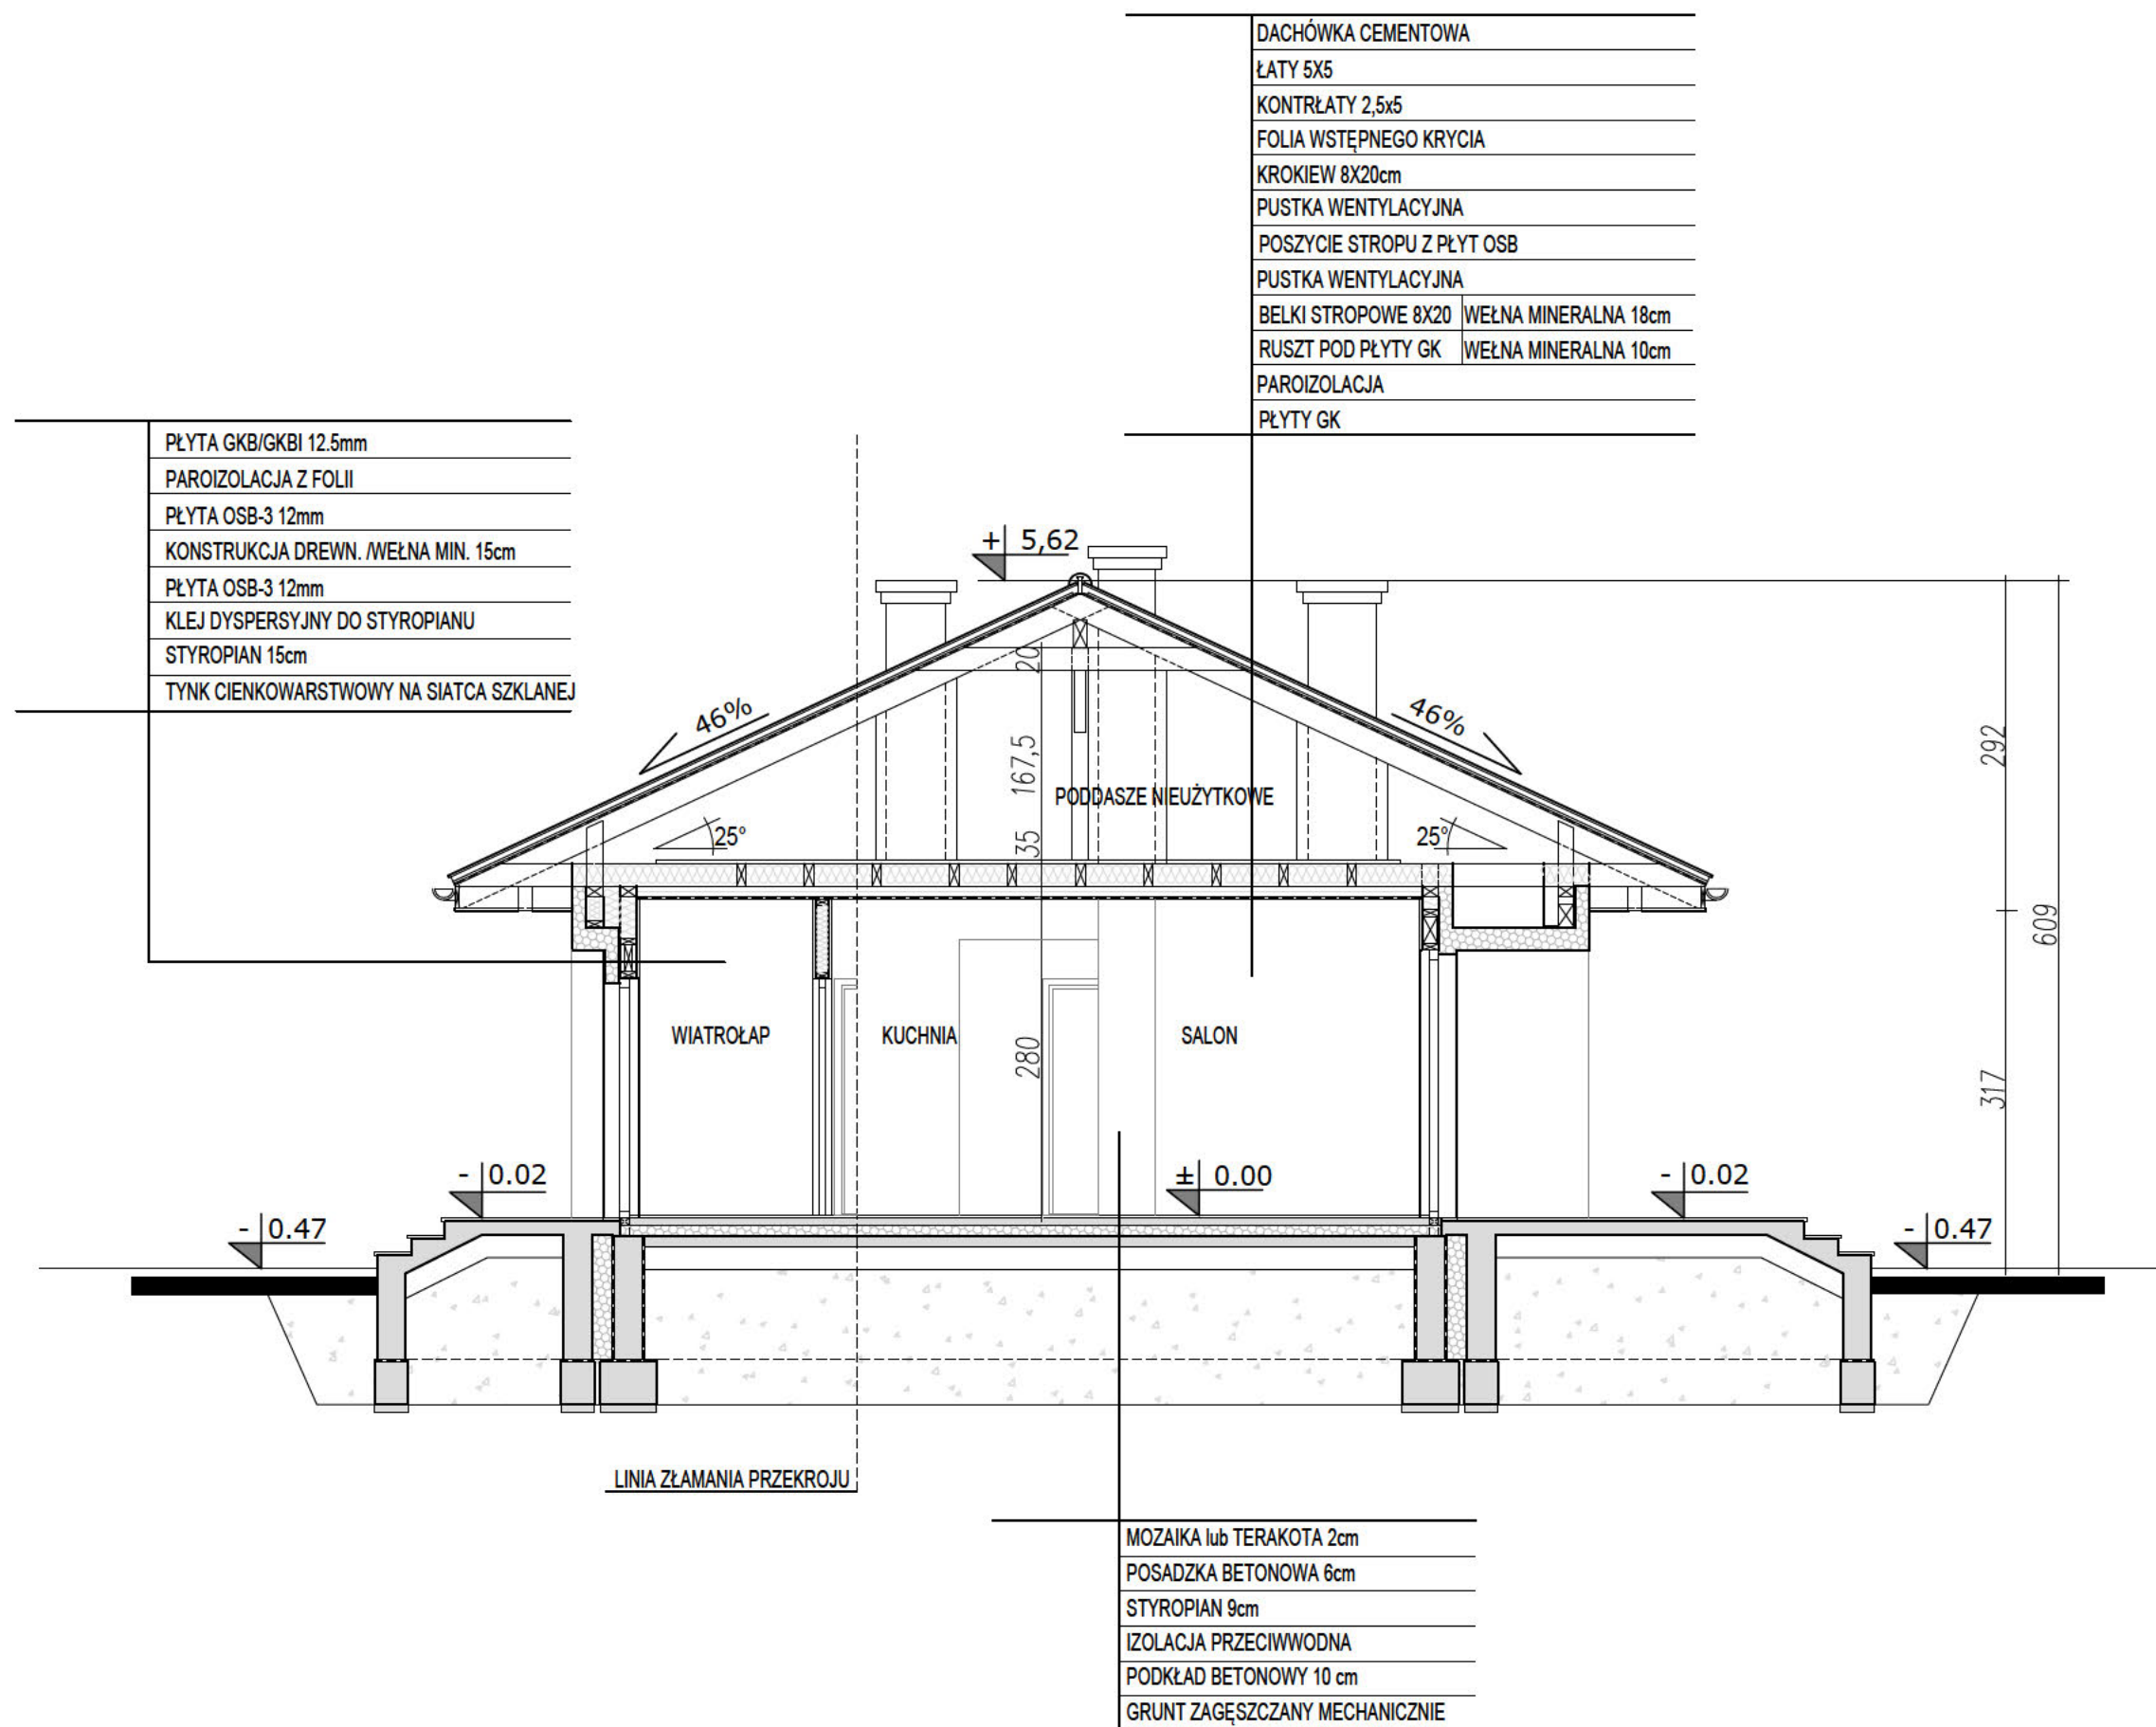 DACHÓWKA CEMENTOWA
ŁATY 5X5
KONTRŁATY 2,5x5
FOLIA WSTĘPNEGO KRYCIA
KROKIEW 8X20cm
PUSTKA WENTYLACYJNA
POSZYCIE STROPU Z PŁYT OSB
PUSTKA WENTYLACYJNA
BELKI STROPOWE 8X20 WEŁNA MINERALNA 18cm
RUSZT POD PŁYTY GK WEŁNA MINERALNA 10cm
PAROIZOLACJA
PŁYTY GK
PŁYTA GKB/GKBI 12.5mm
PAROIZOLACJA Z FOLII
PŁYTA OSB-3 12mm
KONSTRUKCJA DREWN. /WEŁNA MIN. 15cm
PŁYTA OSB-3 12mm
KLEJ DYSPERSYJNY DO STYROPIANU
STYROPIAN 15cm
TYNK CIENKOWARSTWOWY NA SIATCA SZKLANEJ
+ 5,62
20
46%
46%
167,5
292
PODDASZE NIEUŻYTKOWE
35
25°
25°
609
WIATROŁAP
KUCHNIA
SALON
280
317
- 0.02
± 0.00
- 0.02
- 0.47
- 0.47
LINIA ZŁAMANIA PRZEKROJU
MOZAIKA lub TERAKOTA 2cm
POSADZKA BETONOWA 6cm
STYROPIAN 9cm
IZOLACJA PRZECIWWODNA
PODKŁAD BETONOWY 10 cm
GRUNT ZAGĘSZCZANY MECHANICZNIE